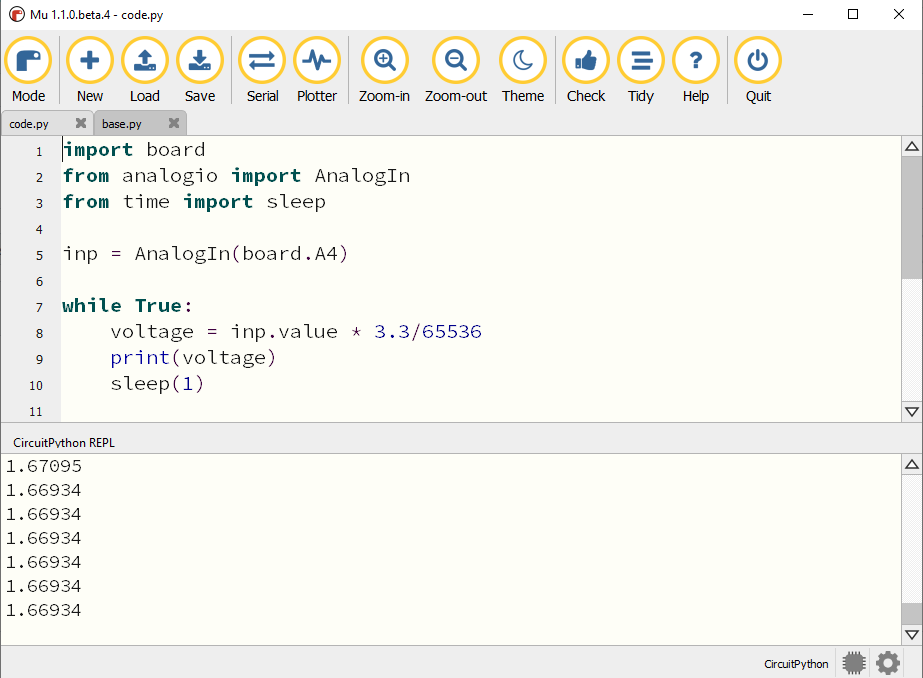 Mu 1.1.0.beta.4 - code.py
Mode New Load Save Serial Plotter Zoom-in Zoom-out Theme Check Tidy Help Quit
code.py base.py
1 import board
2 from analogio import AnalogIn
3 from time import sleep
4
5 inp = AnalogIn(board.A4)
6
7 while True:
8     voltage = inp.value * 3.3/65536
9     print(voltage)
10     sleep(1)
11
CircuitPython REPL
1.67095
1.66934
1.66934
1.66934
1.66934
1.66934
1.66934
CircuitPython